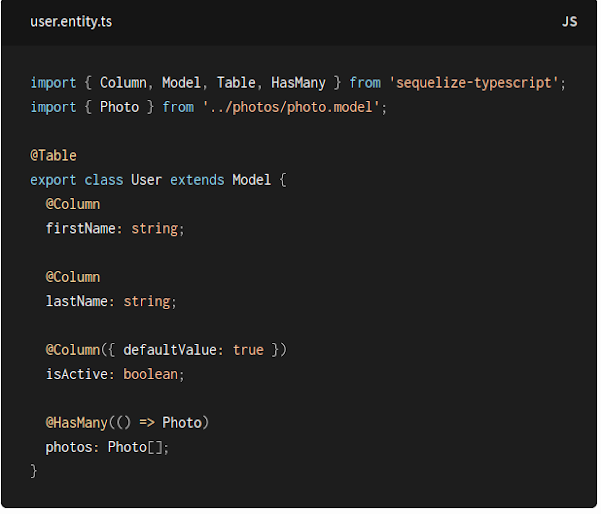 user.entity.ts JS
import { Column, Model, Table, HasMany } from 'sequelize-typescript';
import { Photo } from '../photos/photo.model';
@Table
export class User extends Model {
@Column
firstName: string;
@Column
lastName: string;
@Column({ defaultValue: true })
isActive: boolean;
@HasMany(() => Photo)
photos: Photo[];
}